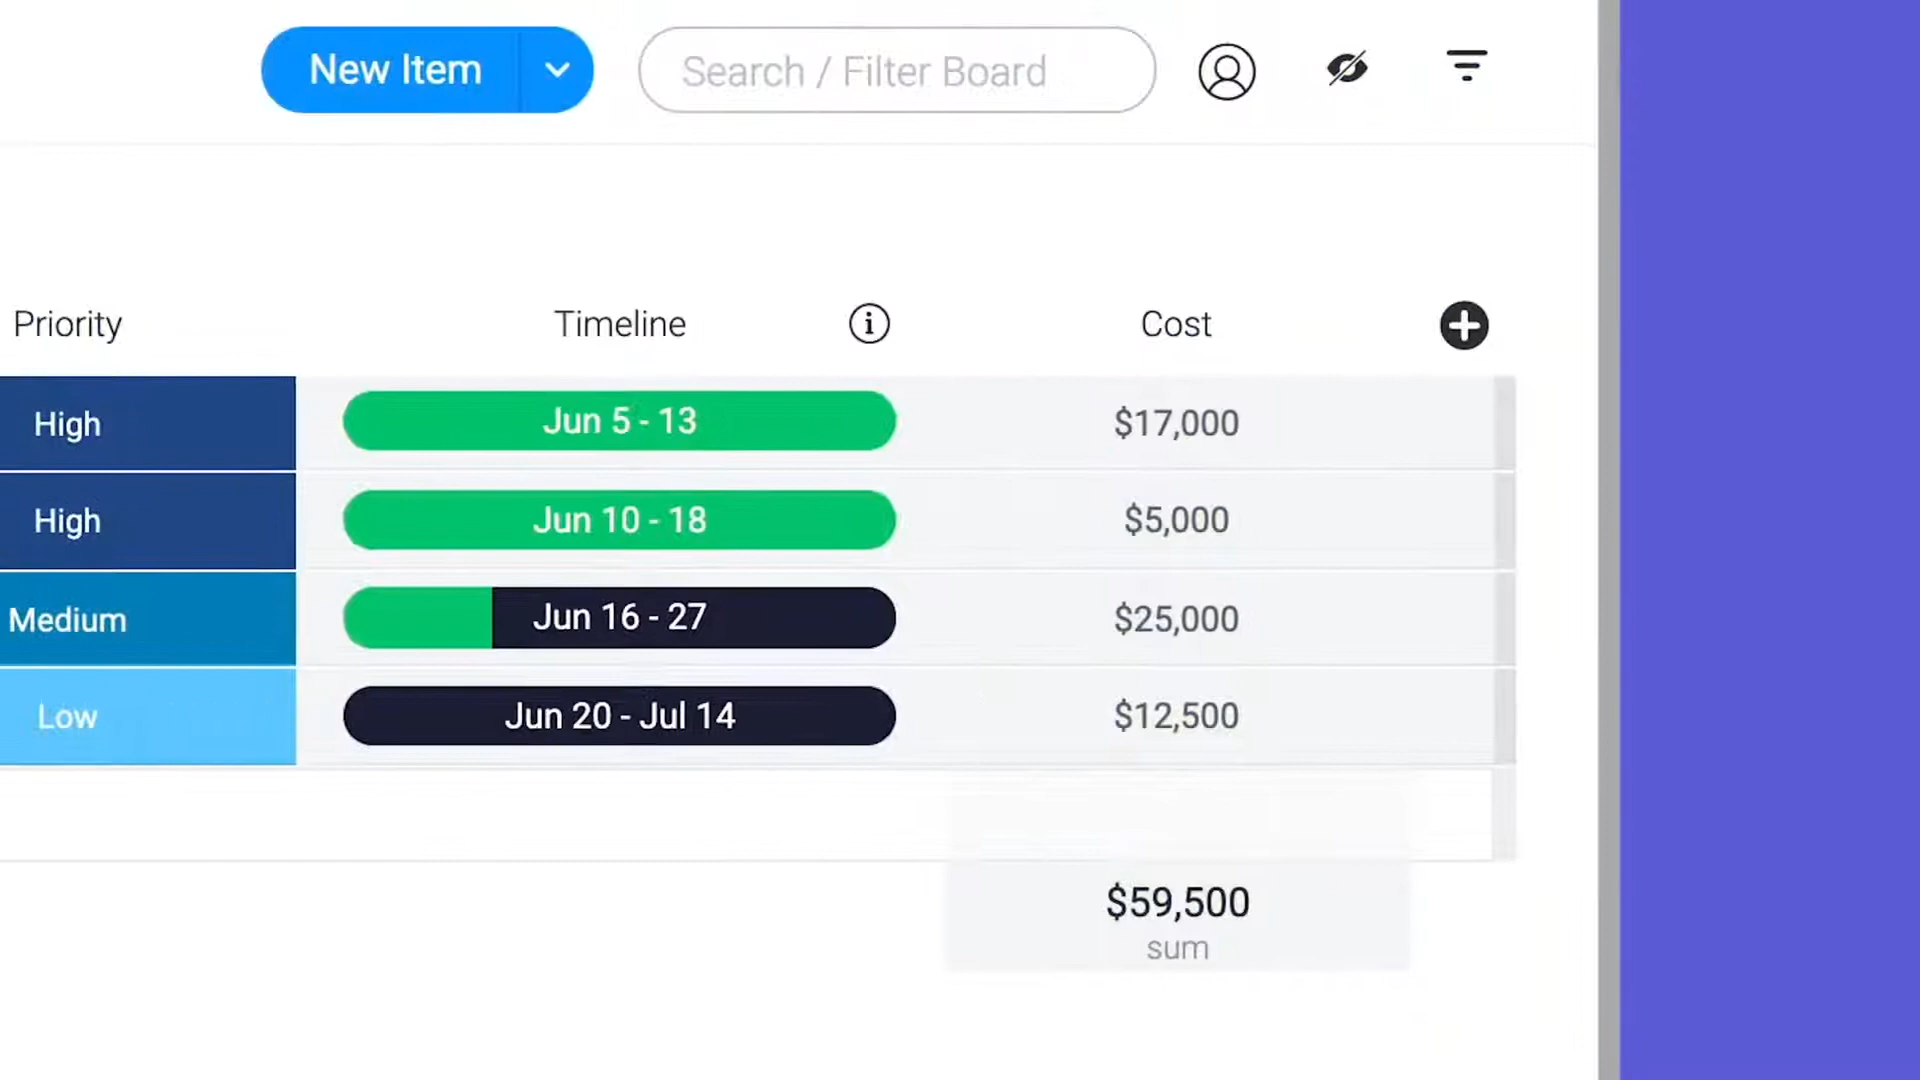 New Item
Search / Filter Board
Priority Timeline Cost
High Jun 5 - 13 $17,000
High Jun 10 - 18 $5,000
Medium Jun 16 - 27 $25,000
Low Jun 20 - Jul 14 $12,500
$59,500
sum